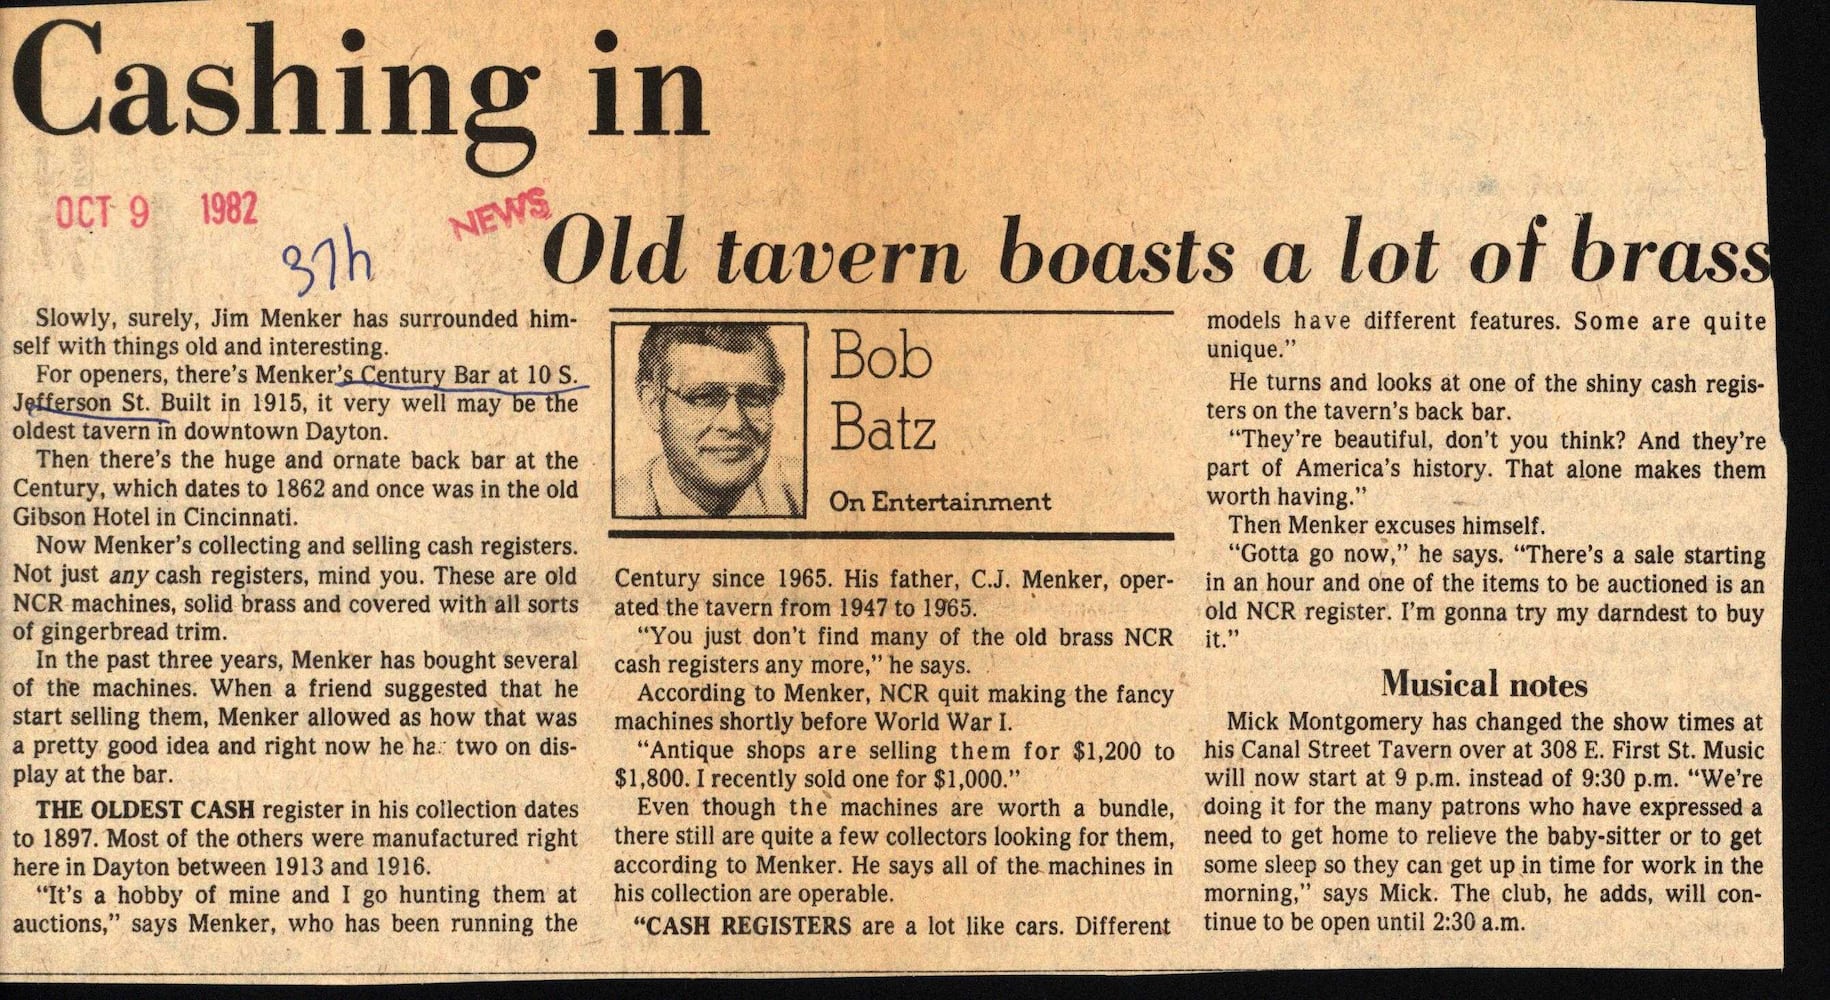 Cashing in
OCT 9 1982
NEWS
37h
Old tavern boasts a lot of brass
Slowly, surely, Jim Menker has surrounded him-
self with things old and interesting.
For openers, there's Menker's Century Bar at 10 S.
Jefferson St. Built in 1915, it very well may be the
oldest tavern in downtown Dayton.
Then there's the huge and ornate back bar at the
Century, which dates to 1862 and once was in the old
Gibson Hotel in Cincinnati.
Now Menker's collecting and selling cash registers.
Not just any cash registers, mind you. These are old
NCR machines, solid brass and covered with all sorts
of gingerbread trim.
In the past three years, Menker has bought several
of the machines. When a friend suggested that he
start selling them, Menker allowed as how that was
a pretty good idea and right now he has two on dis-
play at the bar.
THE OLDEST CASH register in his collection dates
to 1897. Most of the others were manufactured right
here in Dayton between 1913 and 1916.
"It's a hobby of mine and I go hunting them at
auctions," says Menker, who has been running the
Bob
Batz
On Entertainment
Century since 1965. His father, C.J. Menker, oper-
ated the tavern from 1947 to 1965.
"You just don't find many of the old brass NCR
cash registers any more," he says.
According to Menker, NCR quit making the fancy
machines shortly before World War I.
"Antique shops are selling them for $1,200 to
$1,800. I recently sold one for $1,000."
Even though the machines are worth a bundle,
there still are quite a few collectors looking for them,
according to Menker. He says all of the machines in
his collection are operable.
"CASH REGISTERS are a lot like cars. Different
models have different features. Some are quite
unique."
He turns and looks at one of the shiny cash regis-
ters on the tavern's back bar.
"They're beautiful, don't you think? And they're
part of America's history. That alone makes them
worth having."
Then Menker excuses himself.
"Gotta go now," he says. "There's a sale starting
in an hour and one of the items to be auctioned is an
old NCR register. I'm gonna try my darndest to buy
it."
Musical notes
Mick Montgomery has changed the show times at
his Canal Street Tavern over at 308 E. First St. Music
will now start at 9 p.m. instead of 9:30 p.m. "We're
doing it for the many patrons who have expressed a
need to get home to relieve the baby-sitter or to get
some sleep so they can get up in time for work in the
morning," says Mick. The club, he adds, will con-
tinue to be open until 2:30 a.m.